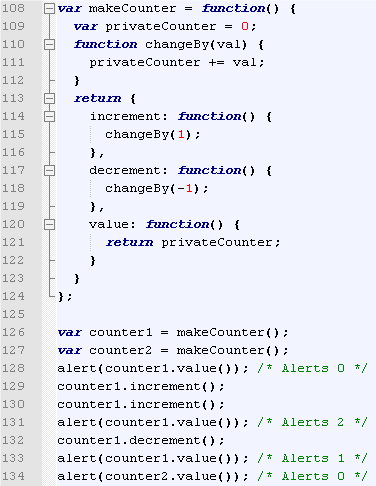 108 var makeCounter = function() {
109 var privateCounter = 0;
110 function changeBy(val) {
111 privateCounter += val;
112 }
113 return {
114 increment: function() {
115 changeBy(1);
116 },
117 decrement: function() {
118 changeBy(-1);
119 },
120 value: function() {
121 return privateCounter;
122 }
123 }
124 };
125
126 var counter1 = makeCounter();
127 var counter2 = makeCounter();
128 alert(counter1.value()); /* Alerts 0 */
129 counter1.increment();
130 counter1.increment();
131 alert(counter1.value()); /* Alerts 2 */
132 counter1.decrement();
133 alert(counter1.value()); /* Alerts 1 */
134 alert(counter2.value()); /* Alerts 0 */